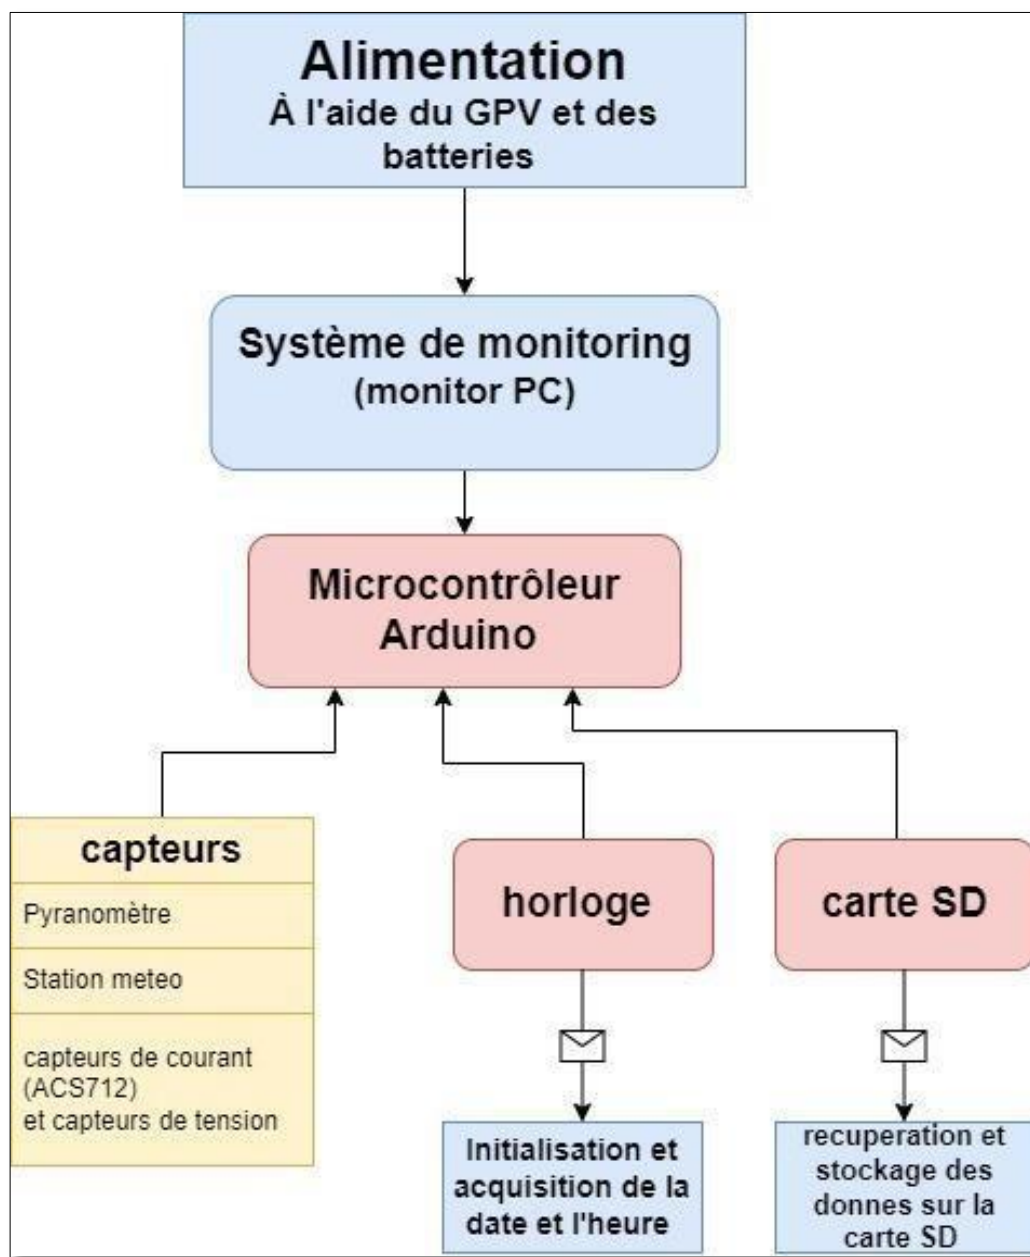 Alimentation
À l'aide du GPV et des
batteries
Système de monitoring
(monitor PC)
Microcontrôleur
Arduino
capteurs
Pyranomètre
Station meteo
capteurs de courant
(ACS712)
et capteurs de tension
horloge
carte SD
Initialisation et
acquisition de la
date et l'heure
recuperation et
stockage des
donnes sur la
carte SD